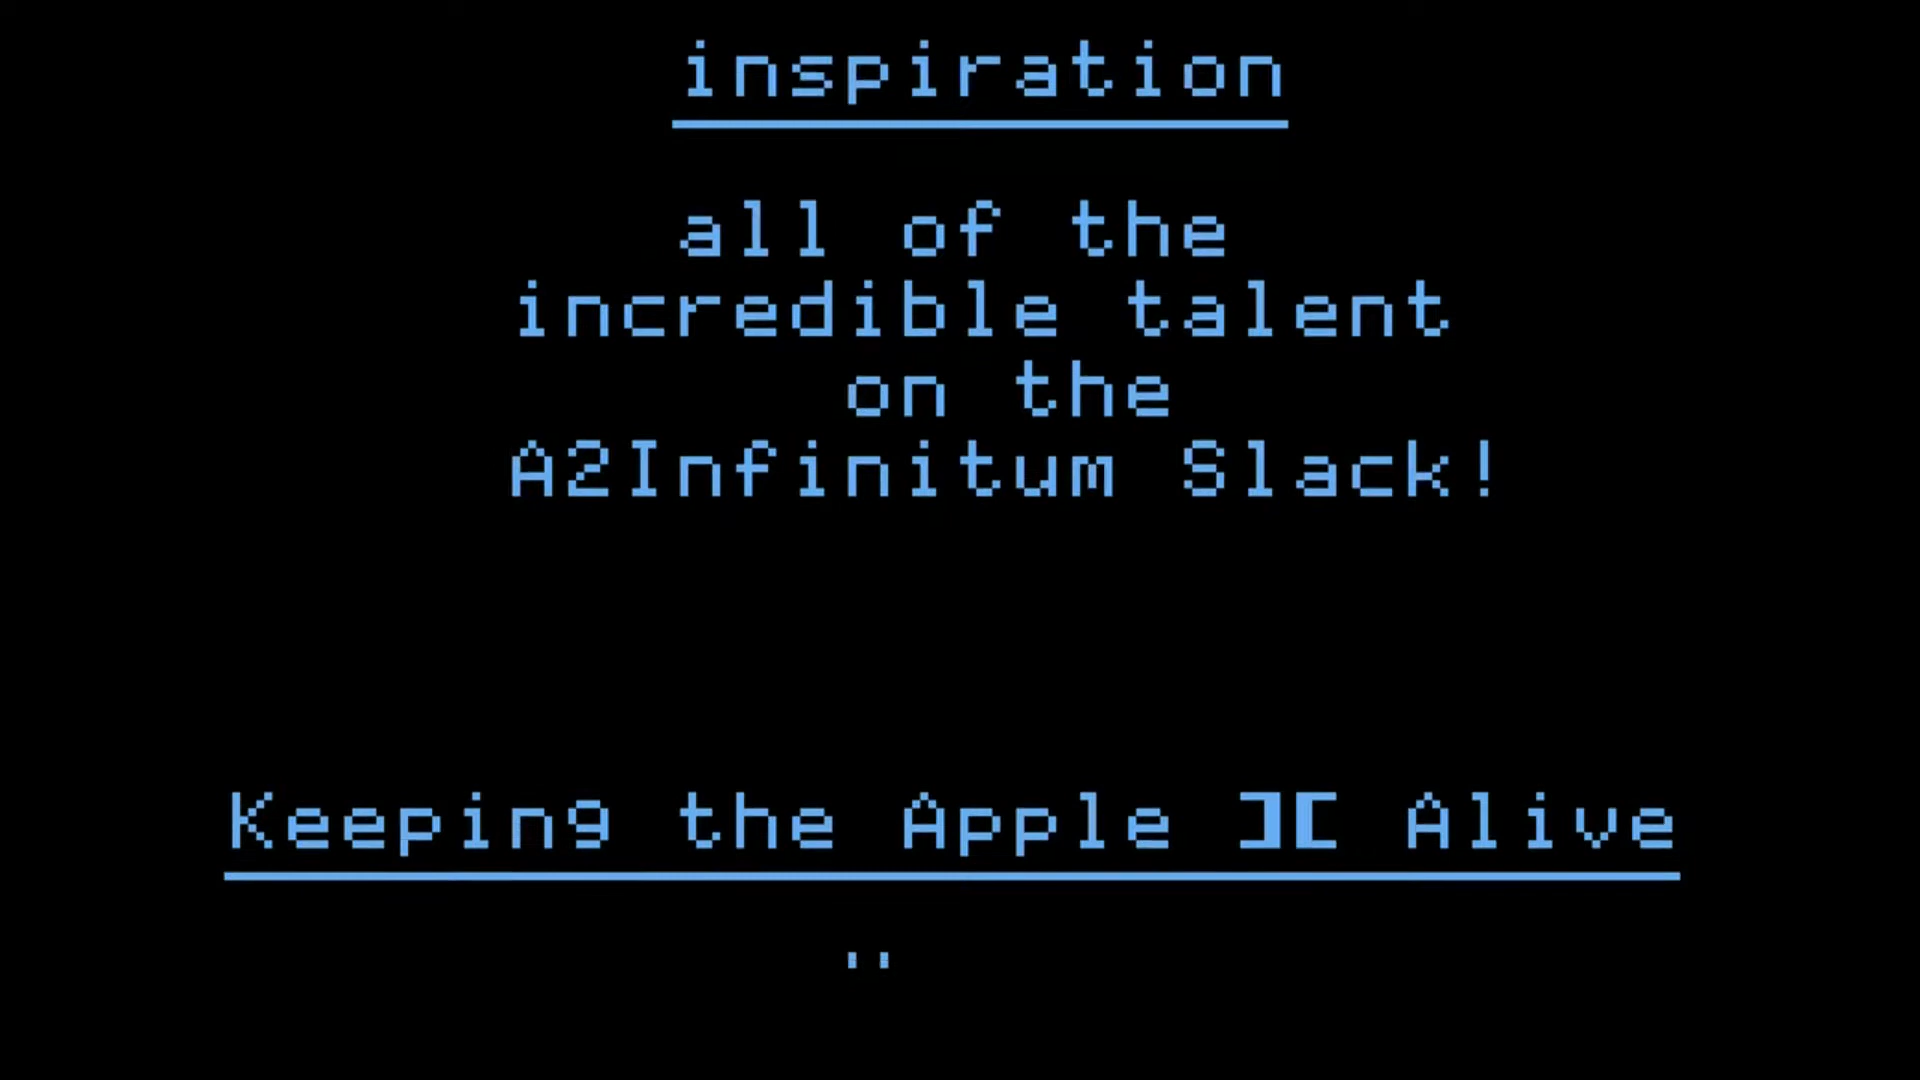 inspiration
all of the
incredible talent
on the
A2Infinitum Slack!
Keeping the Apple ][ Alive